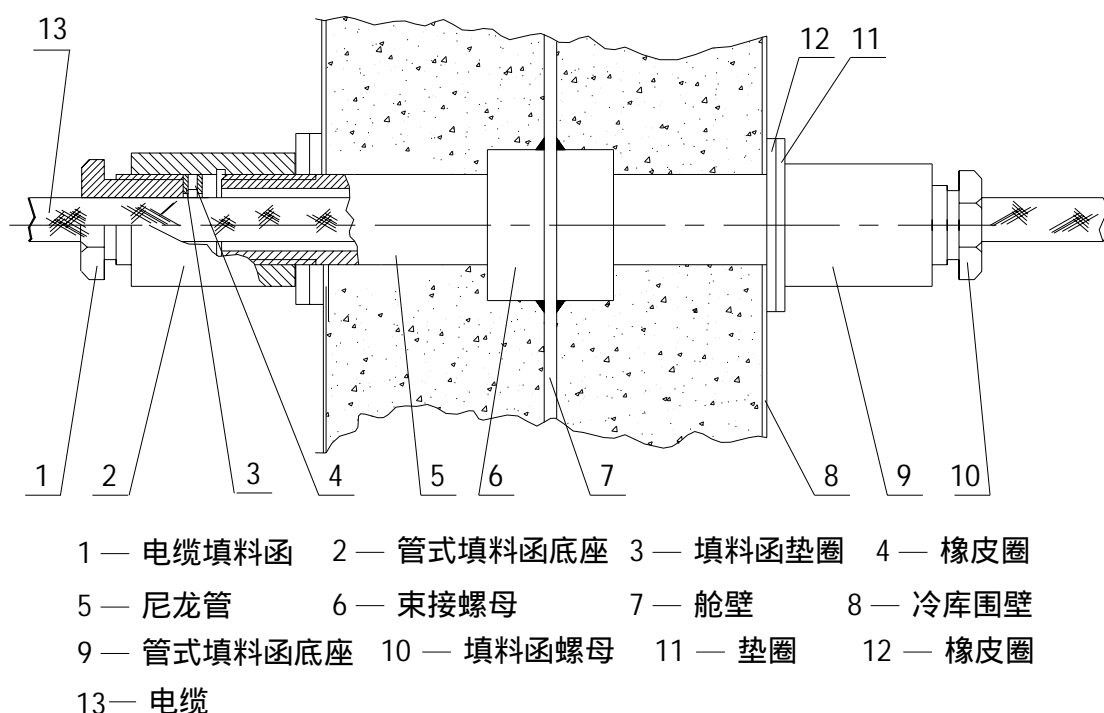 13
12 11
1 2 3 4 5 6 7 8 9 10
1 — 电缆填料函 2 — 管式填料函底座 3 — 填料函垫圈 4 — 橡皮圈
5 — 尼龙管 6 — 束接螺母 7 — 舱壁 8 — 冷库围壁
9 — 管式填料函底座 10 — 填料函螺母 11 — 垫圈 12 — 橡皮圈
13— 电缆